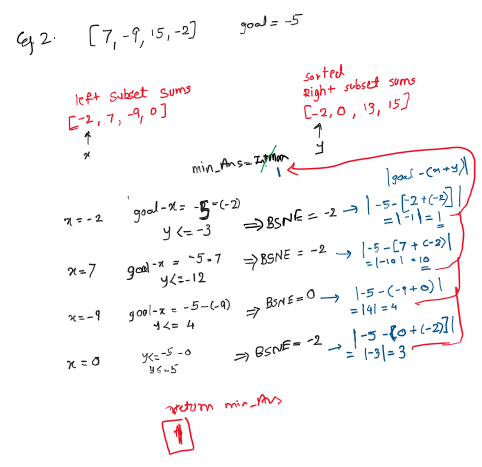 Eg 2. [7, -9, 15, -2] goal = -5
left subset sums
[-2, 7, -9, 0]
x
sorted
Right subset sums
[-2, 0, 13, 15]
y
min_Ans = IntMax
1
|goal - (x+y)|
x = -2 goal - x = -5 - (-2)
y <= -3
⇒ BSNE = -2 → |-5 - [-2 + (-2)]|
= |-1| = 1
x = 7 goal - x = -5 - 7
y <= -12
⇒ BSNE = -2 → |-5 - [7 + (-2)]|
= |-10| = 10
x = -9 goal - x = -5 - (-9)
y <= 4
⇒ BSNE = 0 → |-5 - (-9 + 0)|
= |4| = 4
x = 0 y <= -5 - 0
y <= -5
⇒ BSNE = -2 → |-5 - [0 + (-2)]|
= |-3| = 3
return min_Ans
1